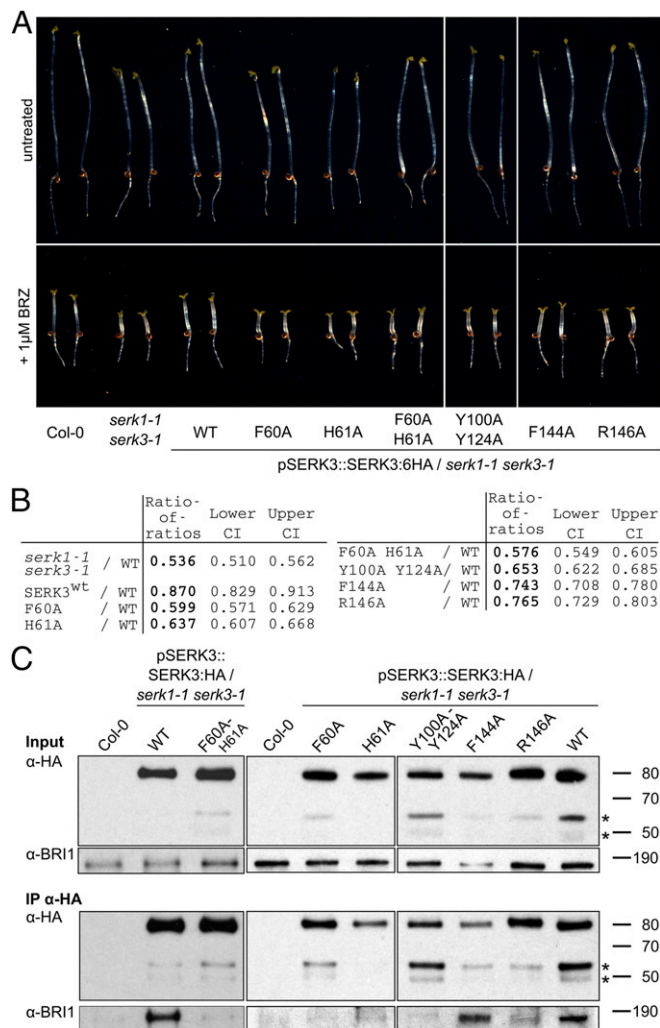 A
untreated
+ 1µM BRZ
Col-0
serk1-1
serk3-1
WT
F60A
H61A
F60A
H61A
Y100A
Y124A
F144A
R146A
pSERK3::SERK3:6HA / serk1-1 serk3-1
B
Ratio-of-ratios Lower CI Upper CI
serk1-1 serk3-1 / WT 0.536 0.510 0.562
SERK3wt / WT 0.870 0.829 0.913
F60A / WT 0.599 0.571 0.629
H61A / WT 0.637 0.607 0.668
Ratio-of-ratios Lower CI Upper CI
F60A H61A / WT 0.576 0.549 0.605
Y100A Y124A/ WT 0.653 0.622 0.685
F144A / WT 0.743 0.708 0.780
R146A / WT 0.765 0.729 0.803
C
pSERK3::
SERK3:HA /
serk1-1 serk3-1
pSERK3::SERK3:HA /
serk1-1 serk3-1
Col-0
WT
F60A-
H61A
Col-0
F60A
H61A
Y100A-
Y124A
F144A
R146A
WT
Input
α-HA
80
70
*
50
*
α-BRI1
190
IP α-HA
α-HA
80
70
*
50
*
α-BRI1
190